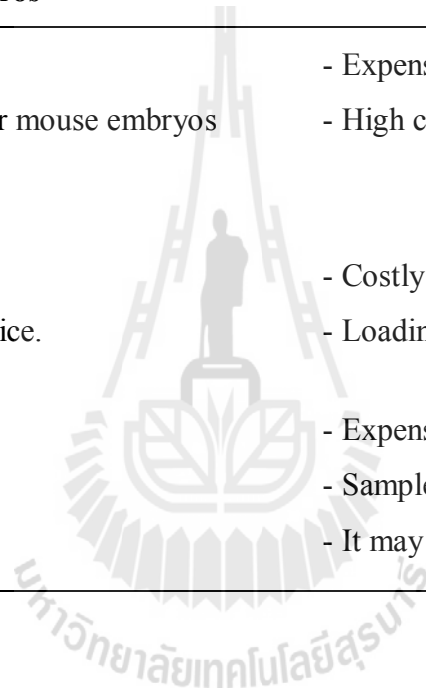 r mouse embryos
- Expens
- High c
- Costly
ice.
- Loadin
- Expens
- Sample
- It may
มหาวิทยาลัยเทคโนโลยีสุรนารี